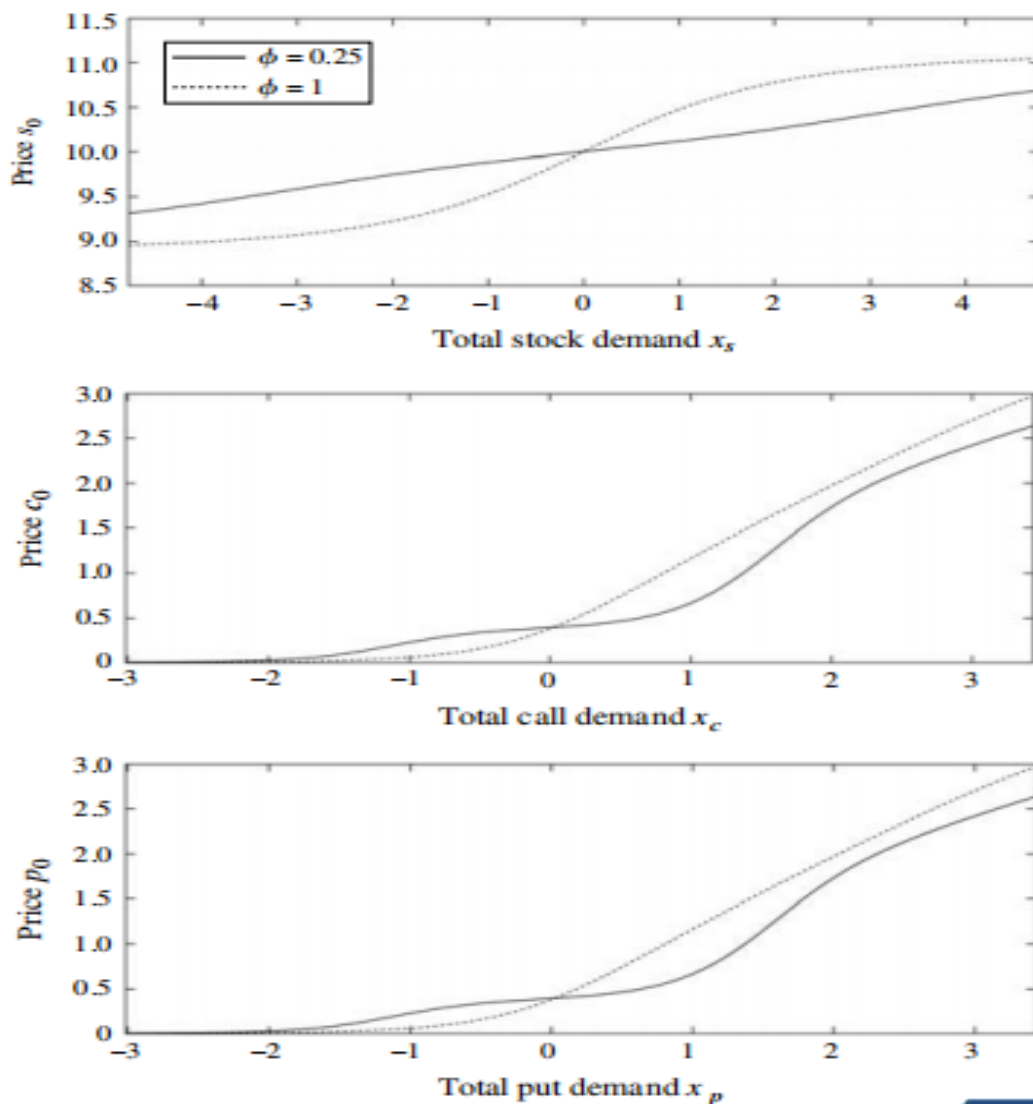 11.5
11.0
10.5
10.0
9.5
9.0
8.5
Price s₀
ϕ = 0.25
ϕ = 1
−4 −3 −2 −1 0 1 2 3 4
Total stock demand xₛ
3.0
2.5
2.0
1.5
1.0
0.5
0
Price c₀
−3 −2 −1 0 1 2 3
Total call demand x_c
3.0
2.5
2.0
1.5
1.0
0.5
0
Price p₀
−3 −2 −1 0 1 2 3
Total put demand x_p